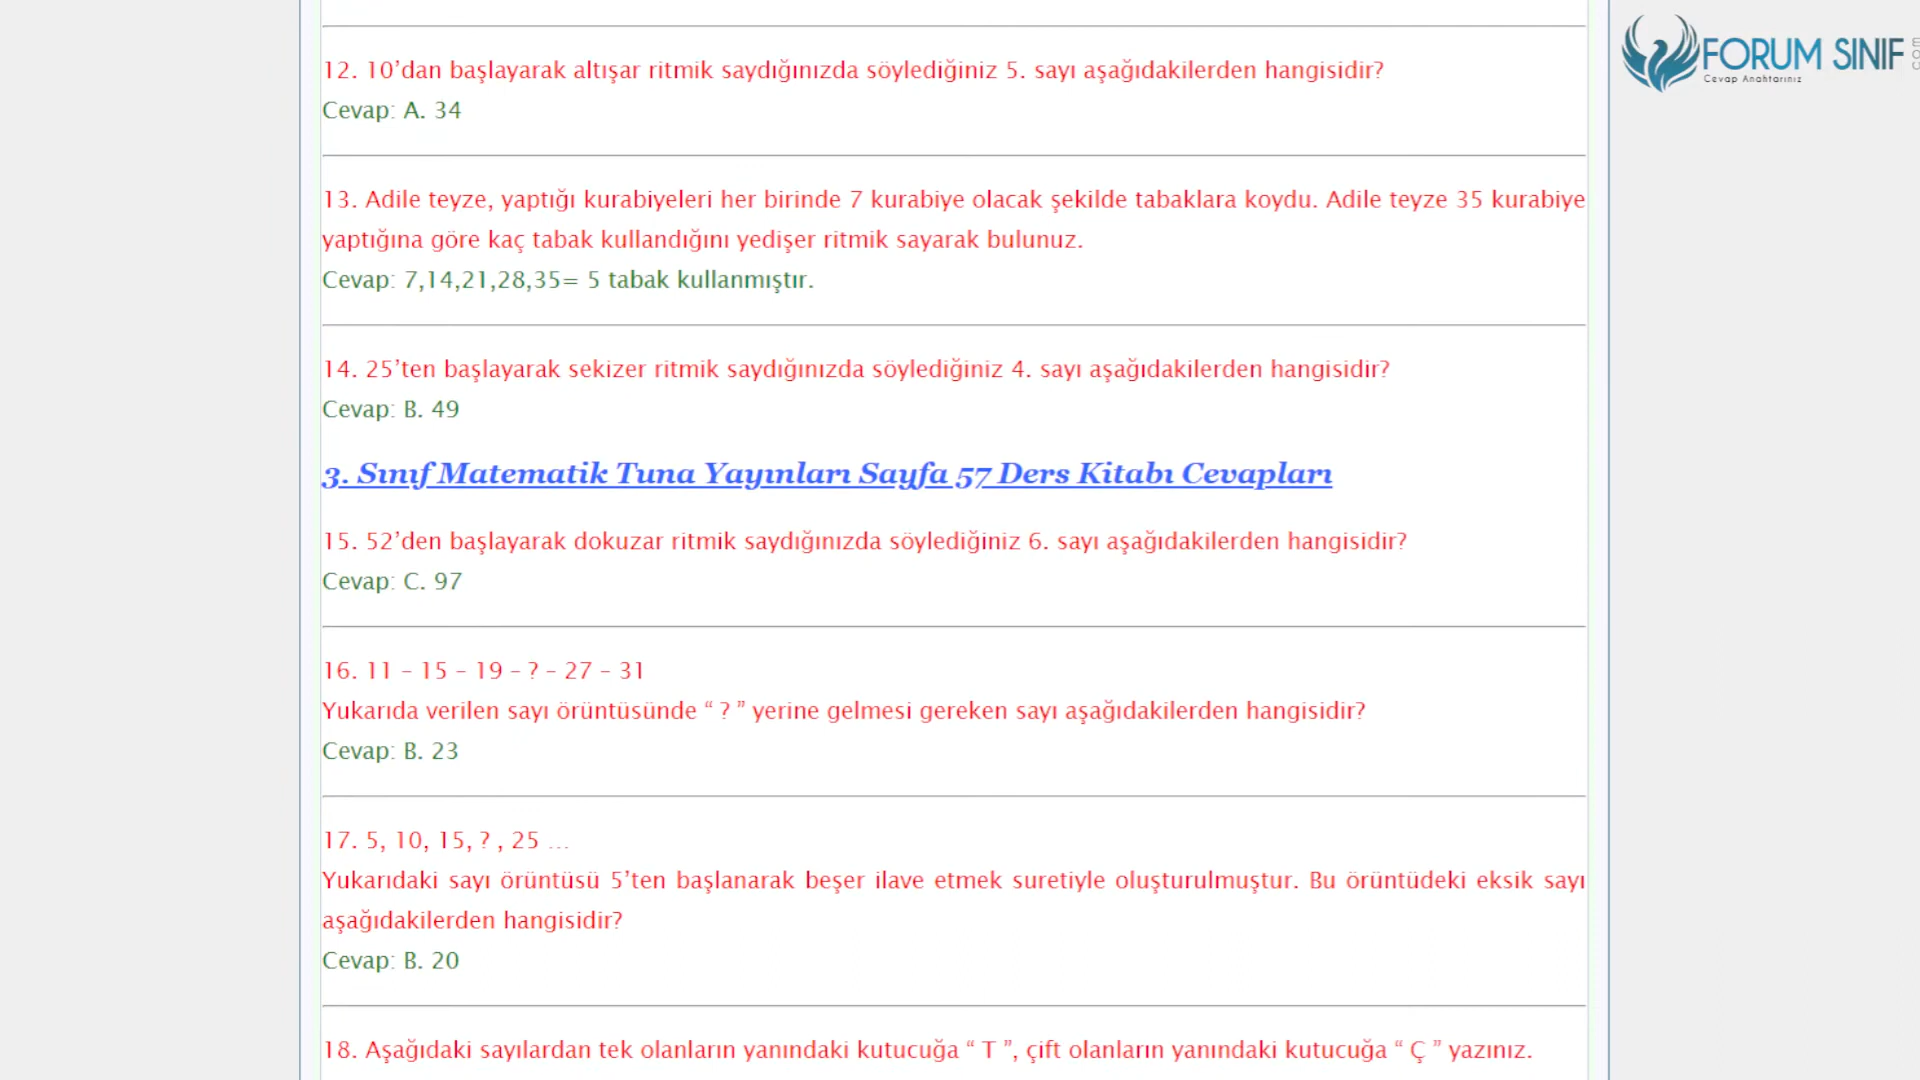 12. 10’dan başlayarak altışar ritmik saydığınızda söylediğiniz 5. sayı aşağıdakilerden hangisidir?
Cevap: A. 34
13. Adile teyze, yaptığı kurabiyeleri her birinde 7 kurabiye olacak şekilde tabaklara koydu. Adile teyze 35 kurabiye
yaptığına göre kaç tabak kullandığını yedişer ritmik sayarak bulunuz.
Cevap: 7,14,21,28,35= 5 tabak kullanmıştır.
14. 25’ten başlayarak sekizer ritmik saydığınızda söylediğiniz 4. sayı aşağıdakilerden hangisidir?
Cevap: B. 49
3. Sınıf Matematik Tuna Yayınları Sayfa 57 Ders Kitabı Cevapları
15. 52’den başlayarak dokuzar ritmik saydığınızda söylediğiniz 6. sayı aşağıdakilerden hangisidir?
Cevap: C. 97
16. 11 – 15 – 19 – ? – 27 – 31
Yukarıda verilen sayı örüntüsünde “ ? ” yerine gelmesi gereken sayı aşağıdakilerden hangisidir?
Cevap: B. 23
17. 5, 10, 15, ? , 25 …
Yukarıdaki sayı örüntüsü 5’ten başlanarak beşer ilave etmek suretiyle oluşturulmuştur. Bu örüntüdeki eksik sayı
aşağıdakilerden hangisidir?
Cevap: B. 20
18. Aşağıdaki sayılardan tek olanların yanındaki kutucuğa “ T ”, çift olanların yanındaki kutucuğa “ Ç ” yazınız.
FORUM SINIF
Cevap Anahtarınız